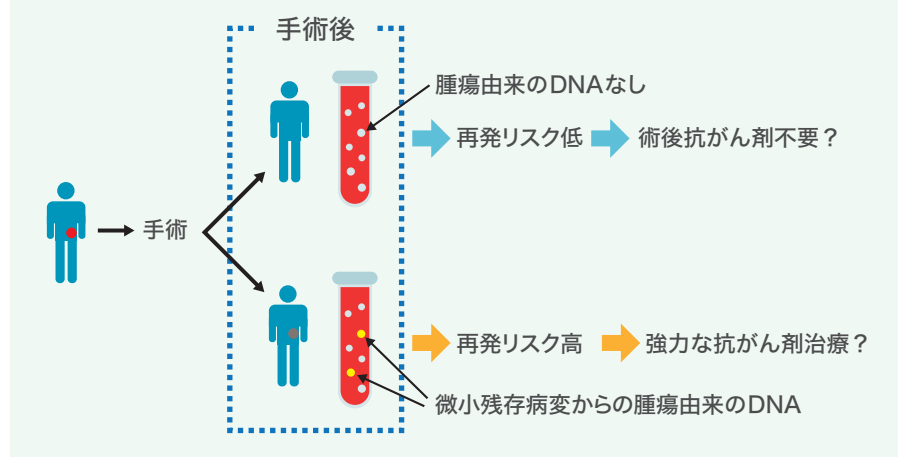 手術後
腫瘍由来のDNAなし
再発リスク低
術後抗がん剤不要？
手術
再発リスク高
強力な抗がん剤治療？
微小残存病変からの腫瘍由来のDNA